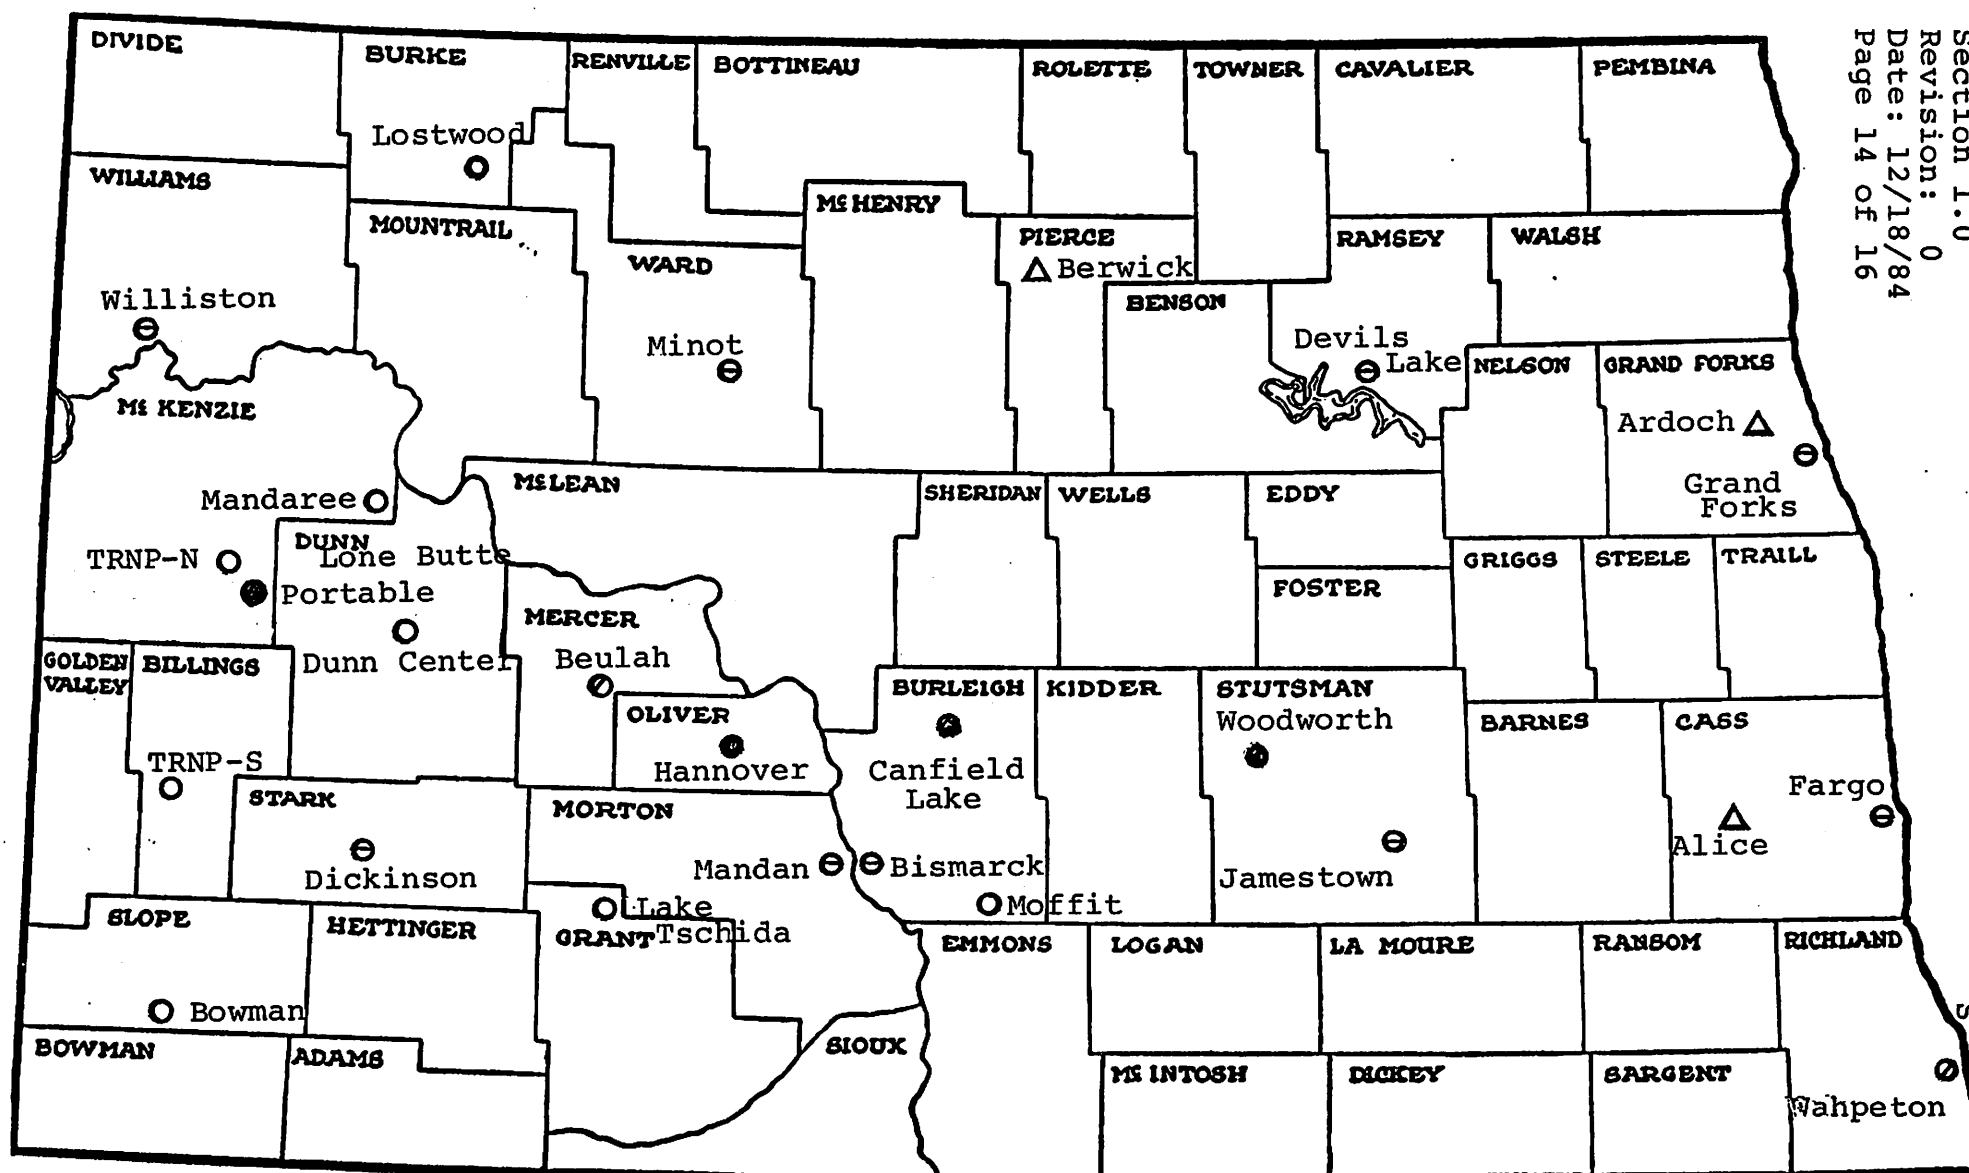 Section 1.0
Revision: 0
Date: 12/18/84
Page 14 of 16
DIVIDE
BURKE
RENVILLE
BOTTINEAU
ROLETTE
TOWNER
CAVALIER
PEMBINA
Lostwood
WILLIAMS
MOUNTRAIL
McHENRY
PIERCE
RAMSEY
WALSH
WARD
Berwick
BENSON
Williston
Minot
Devils
Lake
NELSON
GRAND FORKS
McKENZIE
Ardoch
Grand
Forks
Mandaree
McLEAN
SHERIDAN
WELLS
EDDY
DUNN
Lone Butte
TRNP-N
Portable
GRIGGS
STEELE
TRAILL
FOSTER
MERCER
Dunn Center
Beulah
GOLDEN
VALLEY
BILLINGS
BURLEIGH
KIDDER
STUTSMAN
OLIVER
Woodworth
BARNES
CASS
TRNP-S
Hannover
Canfield
Lake
Fargo
STARK
MORTON
Alice
Dickinson
Mandan
Bismarck
Jamestown
Moffit
Lake
Tschida
SLOPE
HETTINGER
GRANT
EMMONS
LOGAN
LA MOURE
RANSOM
RICHLAND
Bowman
BOWMAN
ADAMS
SIOUX
McINTOSH
DICKEY
SARGENT
Wahpeton